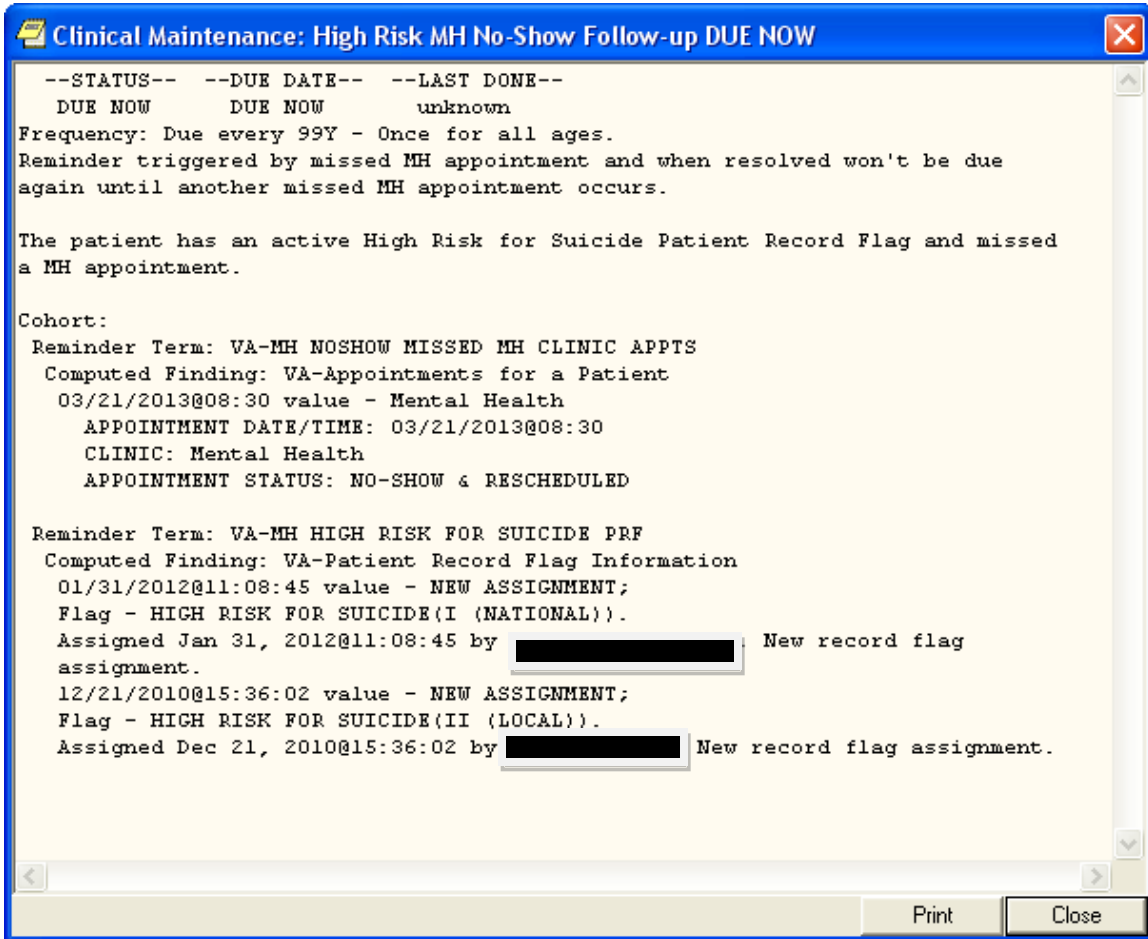 Clinical Maintenance: High Risk MH No-Show Follow-up DUE NOW
--STATUS-- --DUE DATE-- --LAST DONE--
DUE NOW DUE NOW unknown
Frequency: Due every 99Y - Once for all ages.
Reminder triggered by missed MH appointment and when resolved won't be due
again until another missed MH appointment occurs.
The patient has an active High Risk for Suicide Patient Record Flag and missed
a MH appointment.
Cohort:
Reminder Term: VA-MH NOSHOW MISSED MH CLINIC APPTS
Computed Finding: VA-Appointments for a Patient
03/21/2013@08:30 value - Mental Health
APPOINTMENT DATE/TIME: 03/21/2013@08:30
CLINIC: Mental Health
APPOINTMENT STATUS: NO-SHOW & RESCHEDULED
Reminder Term: VA-MH HIGH RISK FOR SUICIDE PRF
Computed Finding: VA-Patient Record Flag Information
01/31/2012@11:08:45 value - NEW ASSIGNMENT;
Flag - HIGH RISK FOR SUICIDE(I (NATIONAL)).
Assigned Jan 31, 2012@11:08:45 by . New record flag
assignment.
12/21/2010@15:36:02 value - NEW ASSIGNMENT;
Flag - HIGH RISK FOR SUICIDE(II (LOCAL)).
Assigned Dec 21, 2010@15:36:02 by New record flag assignment.
Print Close